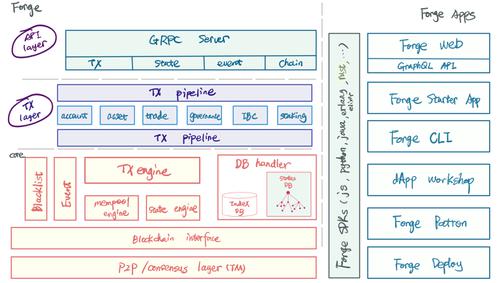 Forge
API layer
GRPC Server
TX
State
event
chain
TX layer
TX pipeline
account
asset
trade
governance
IBC
staking
TX pipeline
core
Blacklist
Event
TX engine
mempool engine
state engine
DB handler
Index DB
States DB
Blockchain interface
P2P / consensus layer (TM)
Forge SDKs (js, python, java, erlang, elixir,
Forge Apps
Forge Web
GraphQL API
Forge Starter App
Forge CLI
dApp workshop
Forge Patron
Forge Deploy